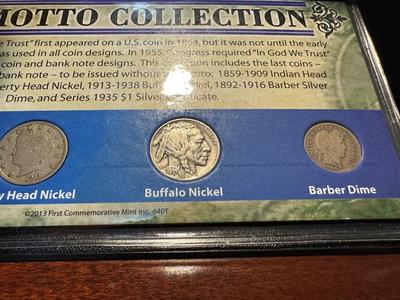 MOTTO COLLECTION
We Trust" first appeared on a U.S. coin in 1864, but it was not until the early
as used in all coin designs. In 1955, Congress required "In God We Trust"
coin and bank note designs. This collection includes the last coins –
bank note – to be issued without the motto: 1859-1909 Indian Head
erty Head Nickel, 1913-1938 Buffalo Nickel, 1892-1916 Barber Silver
Dime, and Series 1935 $1 Silver Certificate.
y Head Nickel
Buffalo Nickel
Barber Dime
©2013 First Commemorative Mint Inc. 640T